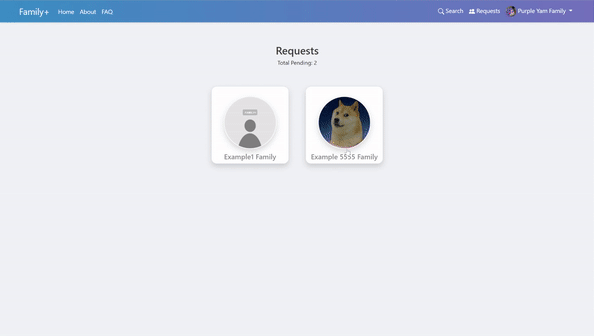 Family+ Home About FAQ Search Requests Purple Yam Family
Requests
Total Pending: 2
Example1 Family Example 5555 Family